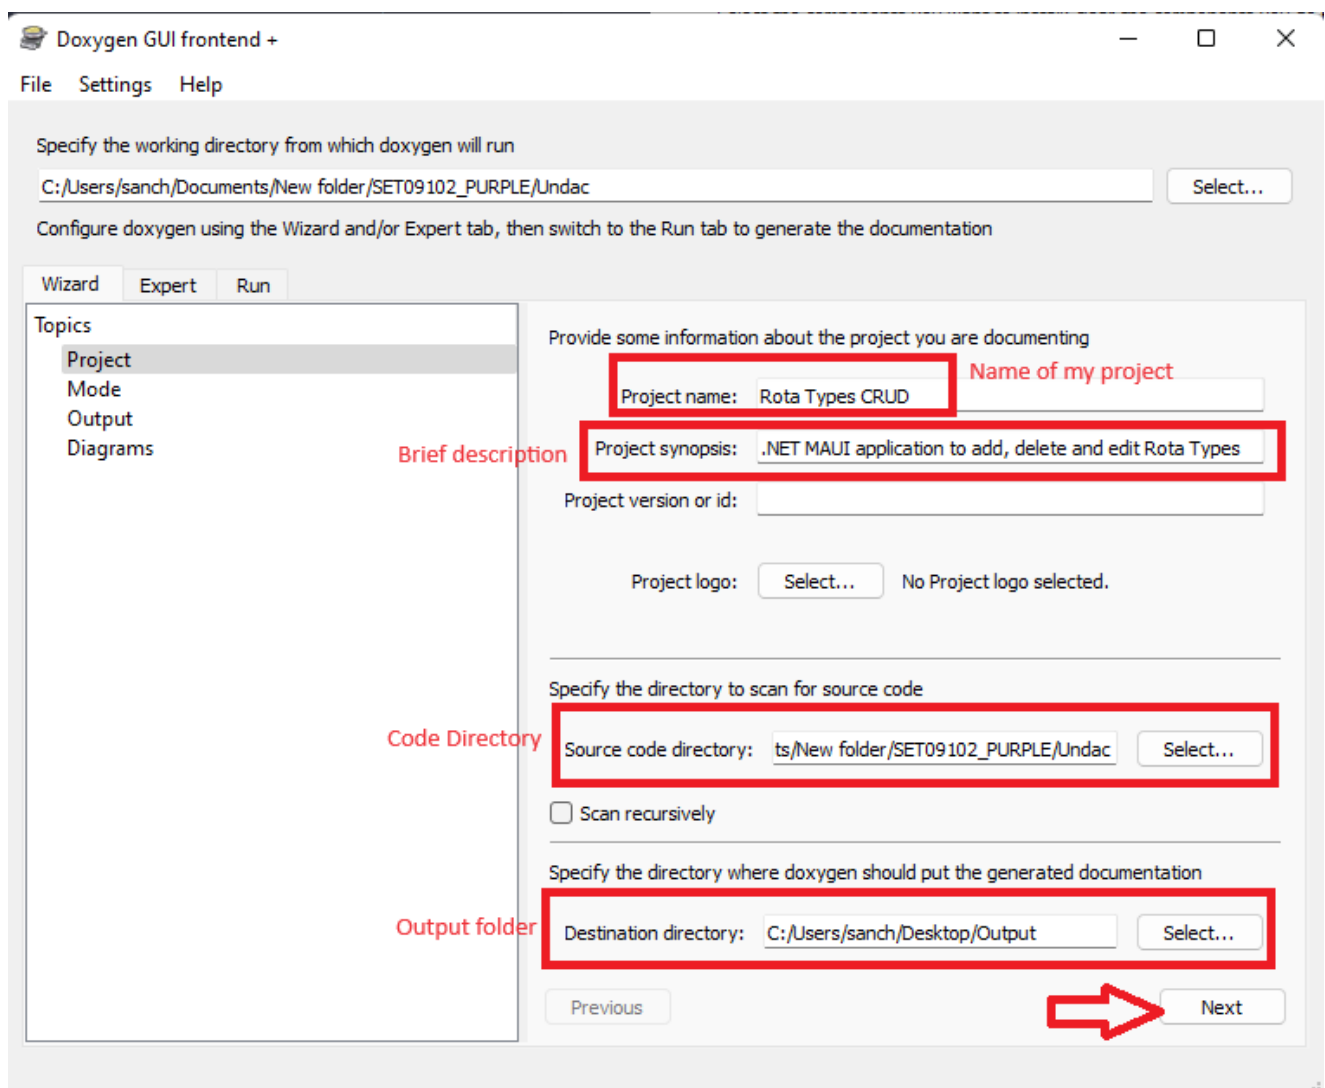 Doxygen GUI frontend +
File Settings Help
Specify the working directory from which doxygen will run
C:/Users/sanch/Documents/New folder/SET09102_PURPLE/Undac Select...
Configure doxygen using the Wizard and/or Expert tab, then switch to the Run tab to generate the documentation
Wizard Expert Run
Topics
Project
Mode
Output
Diagrams
Provide some information about the project you are documenting
Name of my project
Project name: Rota Types CRUD
Brief description
Project synopsis: .NET MAUI application to add, delete and edit Rota Types
Project version or id:
Project logo: Select... No Project logo selected.
Specify the directory to scan for source code
Code Directory
Source code directory: ts/New folder/SET09102_PURPLE/Undac Select...
Scan recursively
Specify the directory where doxygen should put the generated documentation
Output folder
Destination directory: C:/Users/sanch/Desktop/Output Select...
Previous Next